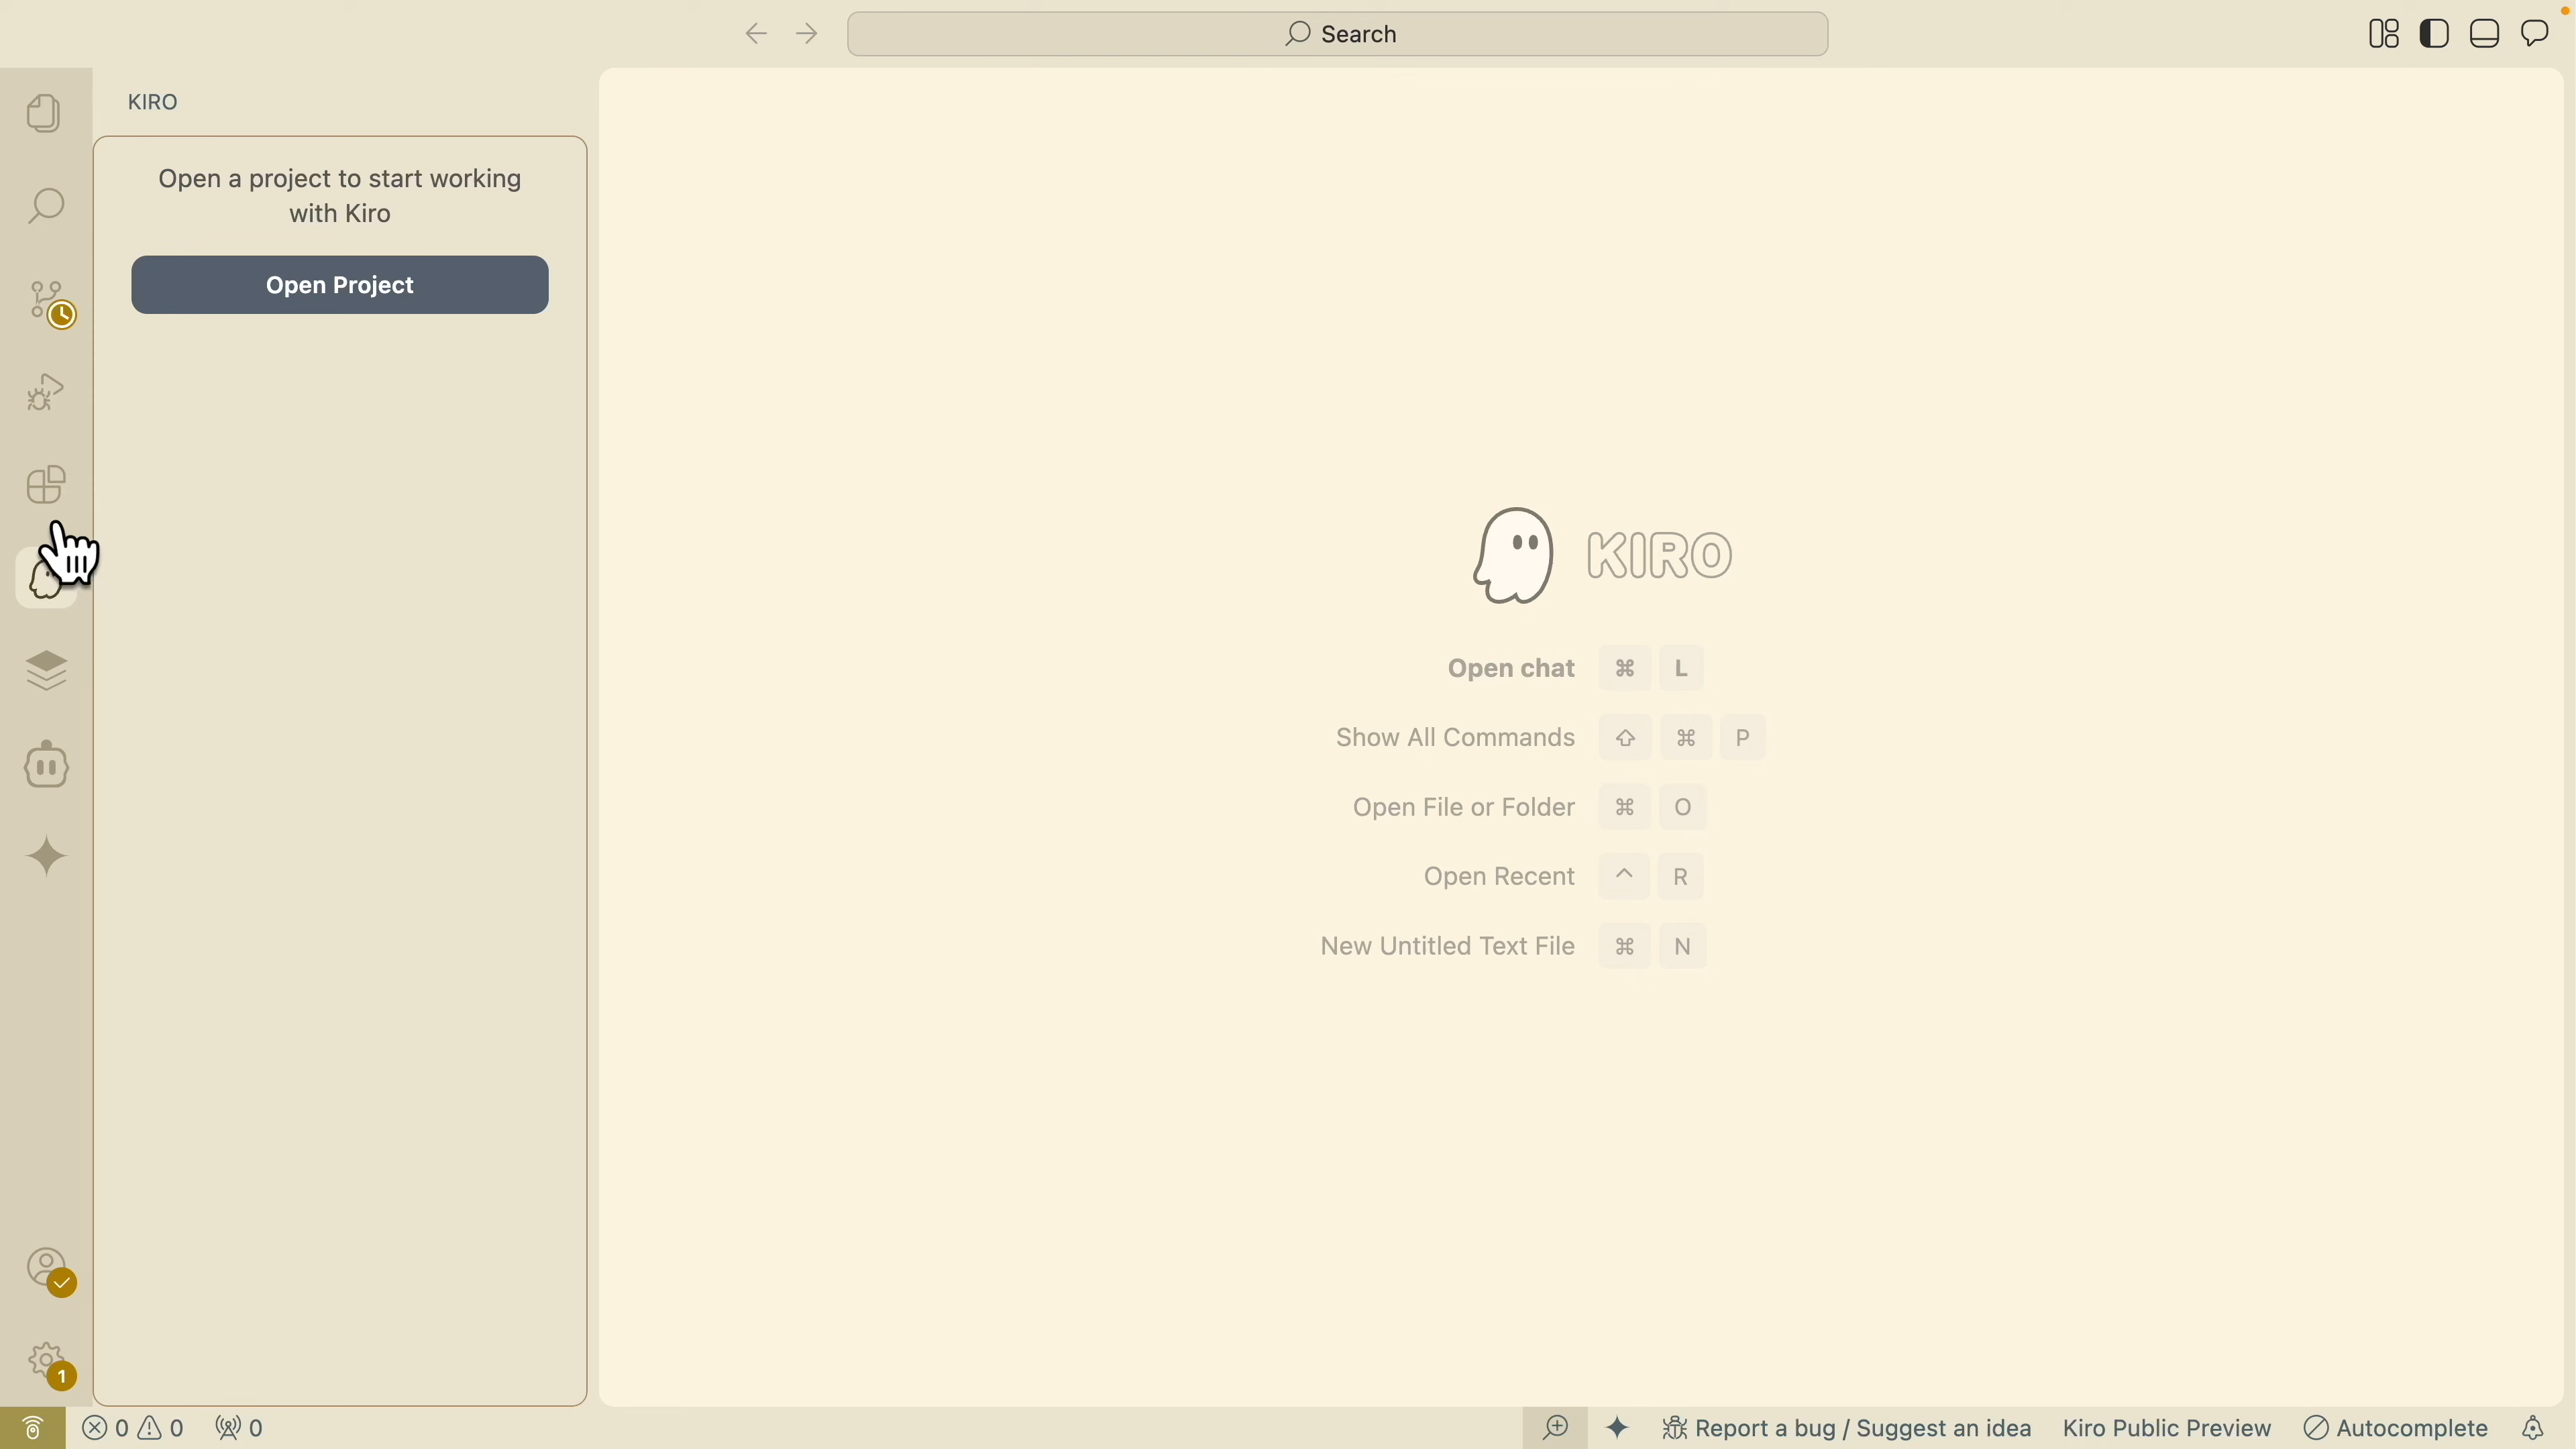 Search
KIRO
Open a project to start working
with Kiro
Open Project
KIRO
Open chat ⌘ L
Show All Commands ⇧ ⌘ P
Open File or Folder ⌘ O
Open Recent ^ R
New Untitled Text File ⌘ N
1
0 0 0
Report a bug / Suggest an idea Kiro Public Preview Autocomplete